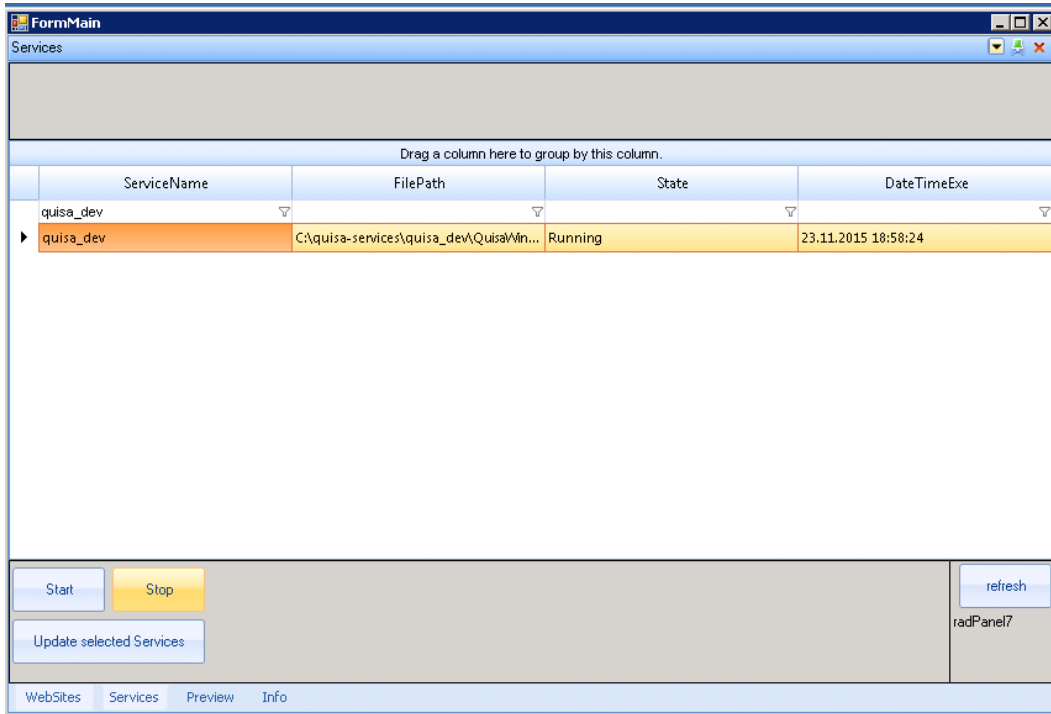 FormMain
Services
Drag a column here to group by this column.
ServiceName FilePath State DateTimeExe
quisa_dev
quisa_dev C:\quisa-services\quisa_dev\QuisaWin... Running 23.11.2015 18:58:24
Start Stop refresh
radPanel7
Update selected Services
WebSites Services Preview Info